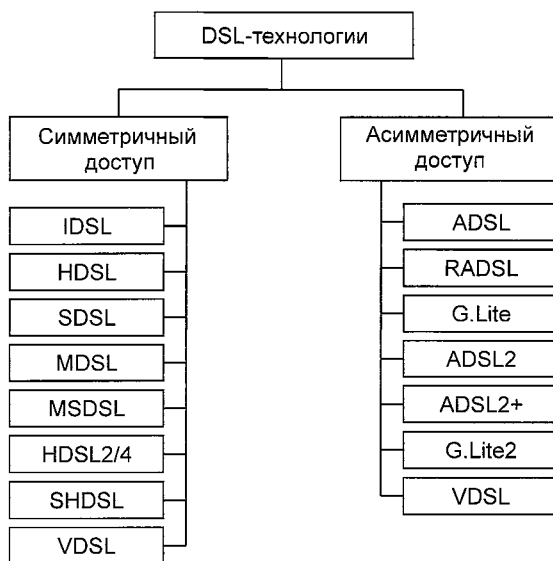 DSL-технологии
Симметричный
доступ
IDSL
HDSL
SDSL
MDSL
MSDSL
HDSL2/4
SHDSL
VDSL
Асимметричный
доступ
ADSL
RADSL
G.Lite
ADSL2
ADSL2+
G.Lite2
VDSL